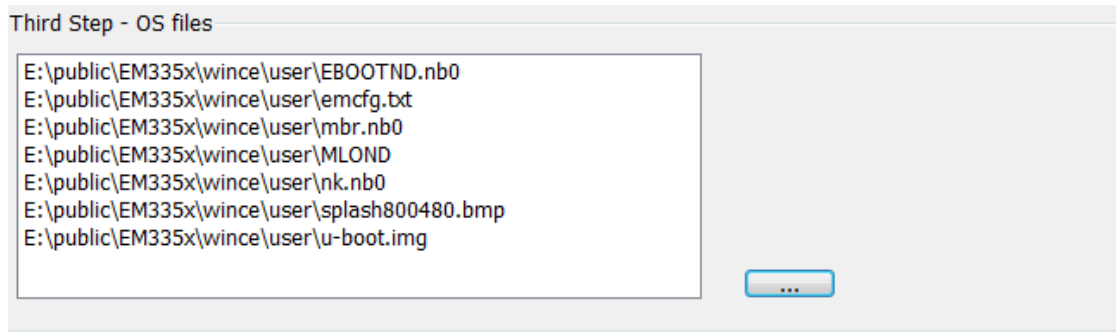 Third Step - OS files
E:\public\EM335x\wince\user\EBOOTND.nb0
E:\public\EM335x\wince\user\emcfg.txt
E:\public\EM335x\wince\user\mbr.nb0
E:\public\EM335x\wince\user\MLOND
E:\public\EM335x\wince\user\nk.nb0
E:\public\EM335x\wince\user\splash800480.bmp
E:\public\EM335x\wince\user\u-boot.img
...